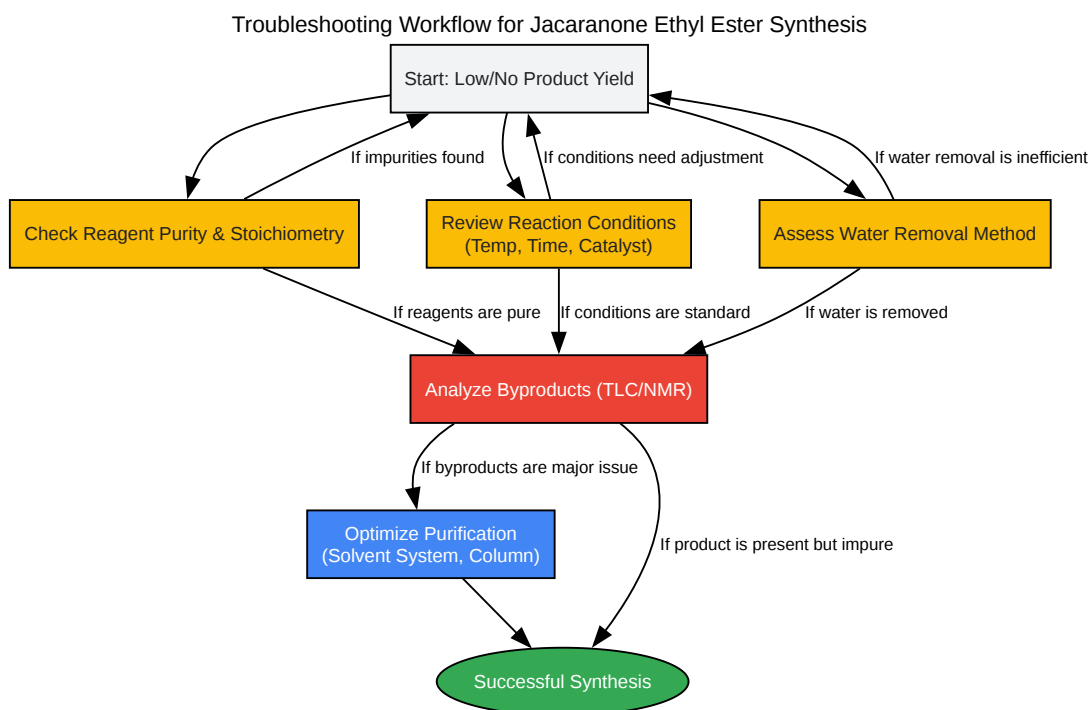 Troubleshooting Workflow for Jacaranone Ethyl Ester Synthesis
Start: Low/No Product Yield
If impurities found
If conditions need adjustment
If water removal is inefficient
Check Reagent Purity & Stoichiometry
Review Reaction Conditions
(Temp, Time, Catalyst)
Assess Water Removal Method
If reagents are pure
If conditions are standard
If water is removed
Analyze Byproducts (TLC/NMR)
If byproducts are major issue
Optimize Purification
(Solvent System, Column)
If product is present but impure
Successful Synthesis